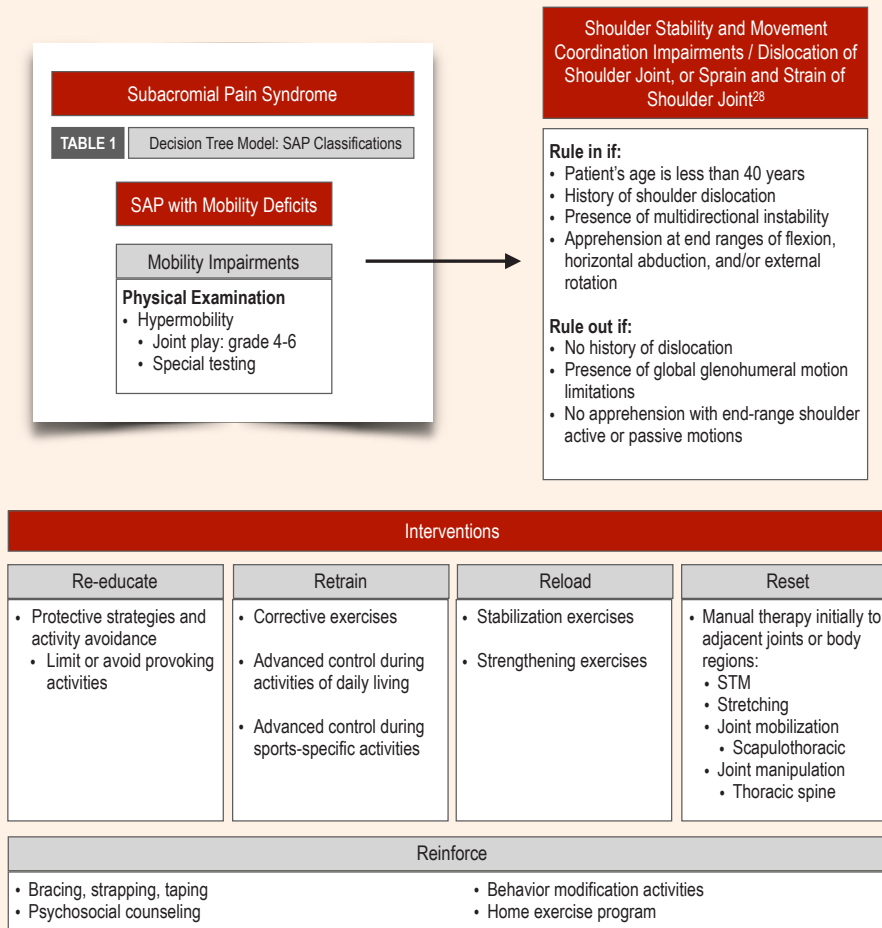 Subacromial Pain Syndrome
TABLE 1 Decision Tree Model: SAP Classifications
SAP with Mobility Deficits
Mobility Impairments
Physical Examination
• Hypermobility
• Joint play: grade 4-6
• Special testing
Shoulder Stability and Movement
Coordination Impairments / Dislocation of
Shoulder Joint, or Sprain and Strain of
Shoulder Joint²⁸
Rule in if:
• Patient’s age is less than 40 years
• History of shoulder dislocation
• Presence of multidirectional instability
• Apprehension at end ranges of flexion,
horizontal abduction, and/or external
rotation
Rule out if:
• No history of dislocation
• Presence of global glenohumeral motion
limitations
• No apprehension with end-range shoulder
active or passive motions
Interventions
Re-educate
• Protective strategies and
activity avoidance
• Limit or avoid provoking
activities
Retrain
• Corrective exercises
• Advanced control during
activities of daily living
• Advanced control during
sports-specific activities
Reload
• Stabilization exercises
• Strengthening exercises
Reset
• Manual therapy initially to
adjacent joints or body
regions:
• STM
• Stretching
• Joint mobilization
• Scapulothoracic
• Joint manipulation
• Thoracic spine
Reinforce
• Bracing, strapping, taping
• Psychosocial counseling
• Behavior modification activities
• Home exercise program